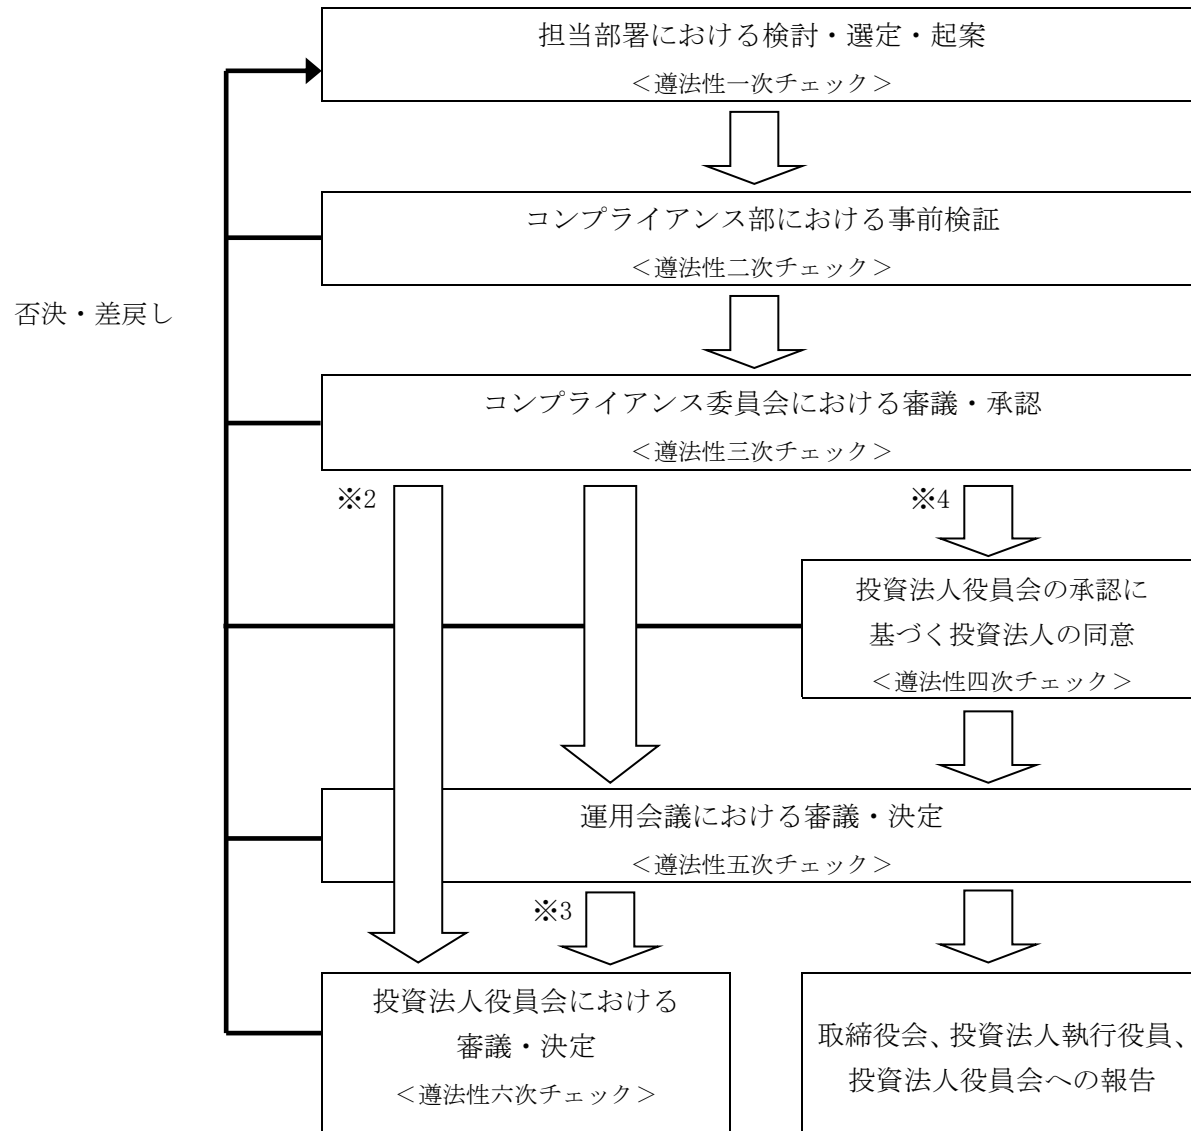 担当部署における検討・選定・起案
＜遵法性一次チェック＞
コンプライアンス部における事前検証
＜遵法性二次チェック＞
否決・差戻し
コンプライアンス委員会における審議・承認
＜遵法性三次チェック＞
※2
※4
投資法人役員会の承認に
基づく投資法人の同意
＜遵法性四次チェック＞
運用会議における審議・決定
＜遵法性五次チェック＞
※3
投資法人役員会における
審議・決定
＜遵法性六次チェック＞
取締役会、投資法人執行役員、
投資法人役員会への報告